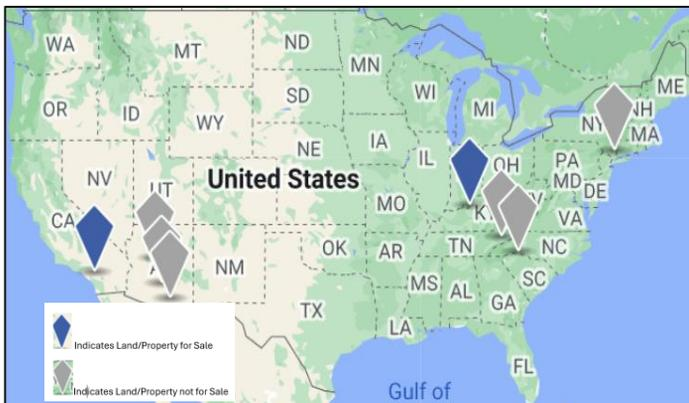 WA
MT
ND
MN
ME
OR
ID
SD
WI
MI
NY
NH
MA
WY
IA
NE
PA
NV
UT
United States
IL
OH
MD
DE
CA
MO
KY
V
VA
A
NM
OK
AR
TN
NC
MS
AL
GA
SC
TX
LA
FL
Gulf of
Indicates Land/Property for Sale
Indicates Land/Property not for Sale